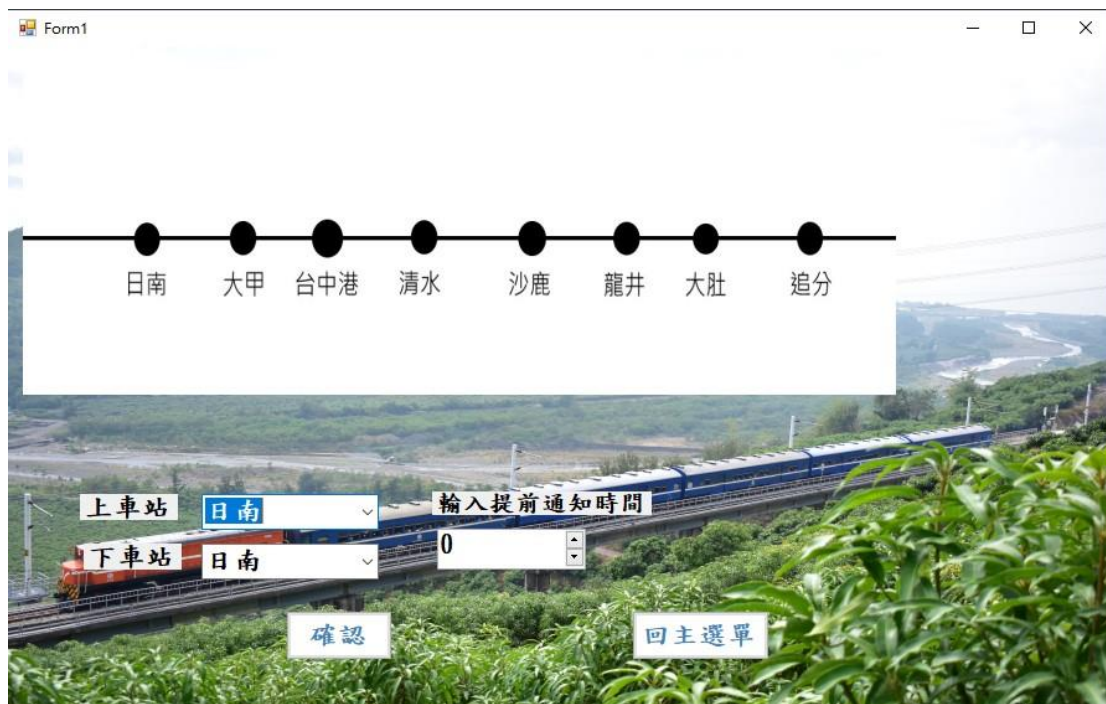 Form1
日南 大甲 台中港 清水 沙鹿 龍井 大肚 追分
上車站 日南 輸入提前通知時間
下車站 日南 0
確認 回主選單